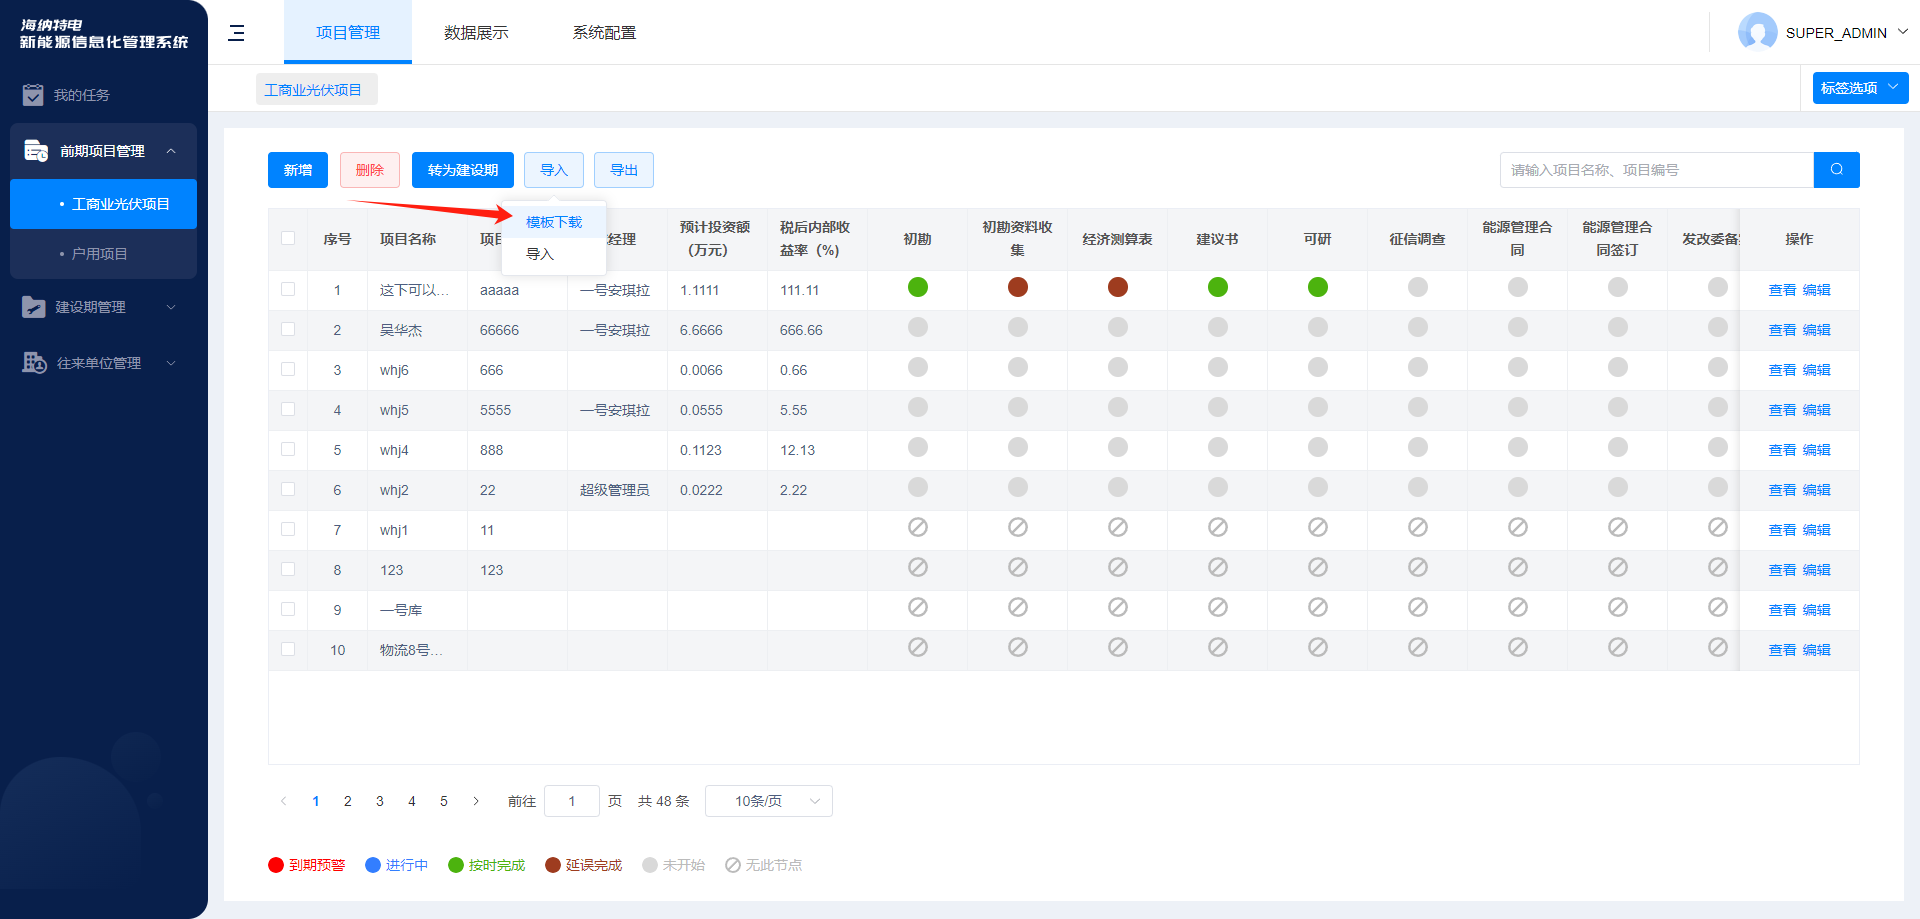 海纳特电
新能源信息化管理系统
项目管理
数据展示
系统配置
SUPER_ADMIN
我的任务
前期项目管理
工商业光伏项目
户用项目
建设期管理
往来单位管理
工商业光伏项目
标签选项
新增
删除
转为建设期
导入
导出
请输入项目名称、项目编号
模板下载
导入
序号 项目名称 项目 经理 预计投资额（万元） 税后内部收益率（%） 初勘 初勘资料收集 经济测算表 建议书 可研 征信调查 能源管理合同 能源管理合同签订 发改委备 操作
1 这下可以... aaaaa 一号安琪拉 1.1111 111.11 查看 编辑
2 吴华杰 66666 一号安琪拉 6.6666 666.66 查看 编辑
3 whj6 666 0.0066 0.66 查看 编辑
4 whj5 5555 一号安琪拉 0.0555 5.55 查看 编辑
5 whj4 888 0.1123 12.13 查看 编辑
6 whj2 22 超级管理员 0.0222 2.22 查看 编辑
7 whj1 11 查看 编辑
8 123 123 查看 编辑
9 一号库 查看 编辑
10 物流8号... 查看 编辑
1 2 3 4 5 前往 1 页 共 48 条 10条/页
到期预警 进行中 按时完成 延误完成 未开始 无此节点